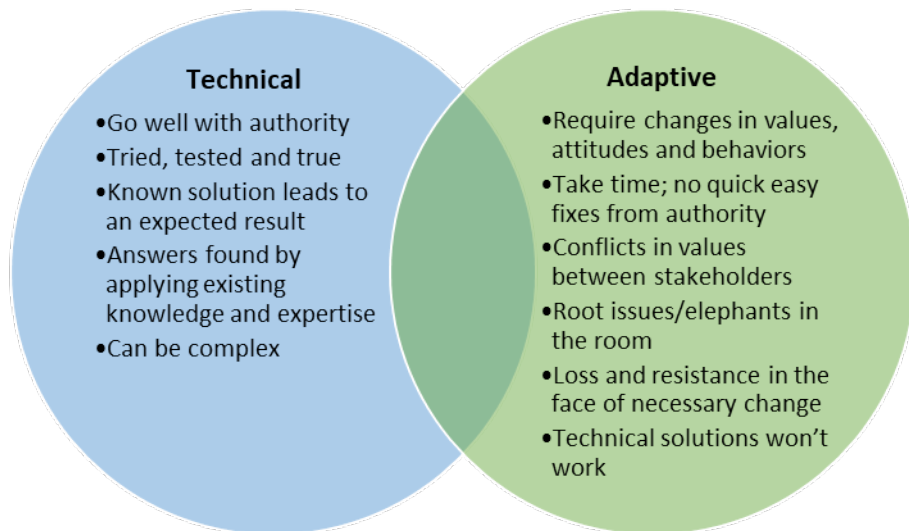 Technical
•Go well with authority
•Tried, tested and true
•Known solution leads to
an expected result
•Answers found by
applying existing
knowledge and expertise
•Can be complex
Adaptive
•Require changes in values,
attitudes and behaviors
•Take time; no quick easy
fixes from authority
•Conflicts in values
between stakeholders
•Root issues/elephants in
the room
•Loss and resistance in the
face of necessary change
•Technical solutions won’t
work